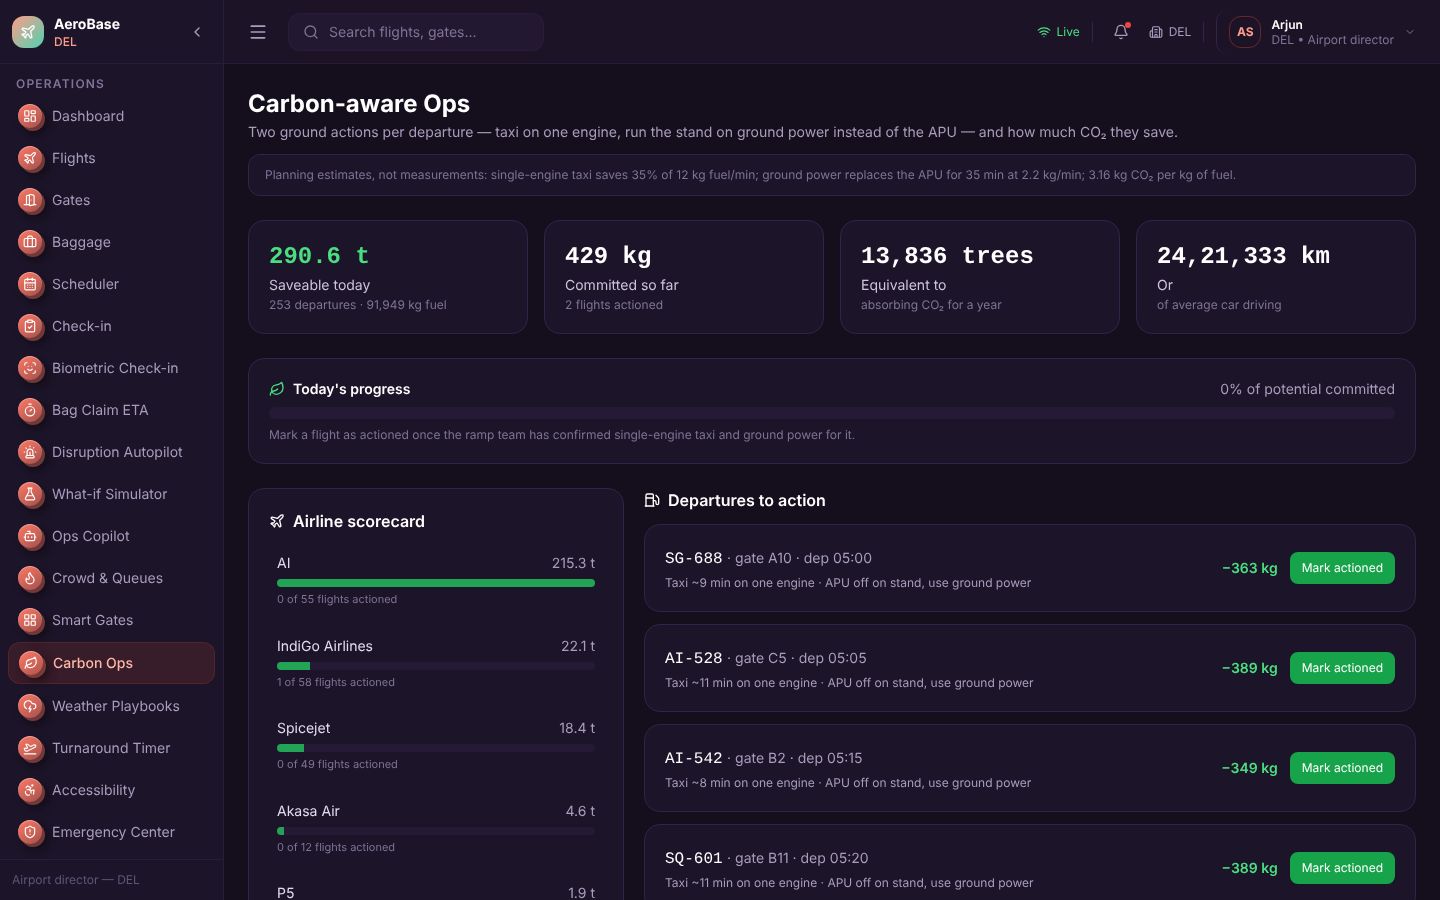 AeroBase
DEL
OPERATIONS
Dashboard
Flights
Gates
Baggage
Scheduler
Check-in
Biometric Check-in
Bag Claim ETA
Disruption Autopilot
What-if Simulator
Ops Copilot
Crowd & Queues
Smart Gates
Carbon Ops
Weather Playbooks
Turnaround Timer
Accessibility
Emergency Center
Airport director — DEL
Search flights, gates...
Live
DEL
AS
Arjun
DEL • Airport director
Carbon-aware Ops
Two ground actions per departure — taxi on one engine, run the stand on ground power instead of the APU — and how much CO₂ they save.
Planning estimates, not measurements: single-engine taxi saves 35% of 12 kg fuel/min; ground power replaces the APU for 35 min at 2.2 kg/min; 3.16 kg CO₂ per kg of fuel.
290.6 t
Saveable today
253 departures · 91,949 kg fuel
429 kg
Committed so far
2 flights actioned
13,836 trees
Equivalent to
absorbing CO₂ for a year
24,21,333 km
Or
of average car driving
Today's progress
0% of potential committed
Mark a flight as actioned once the ramp team has confirmed single-engine taxi and ground power for it.
Airline scorecard
AI 215.3 t
0 of 55 flights actioned
IndiGo Airlines 22.1 t
1 of 58 flights actioned
Spicejet 18.4 t
0 of 49 flights actioned
Akasa Air 4.6 t
0 of 12 flights actioned
P5 1.9 t
Departures to action
SG-688 · gate A10 · dep 05:00
Taxi ~9 min on one engine · APU off on stand, use ground power
−363 kg
Mark actioned
AI-528 · gate C5 · dep 05:05
Taxi ~11 min on one engine · APU off on stand, use ground power
−389 kg
Mark actioned
AI-542 · gate B2 · dep 05:15
Taxi ~8 min on one engine · APU off on stand, use ground power
−349 kg
Mark actioned
SQ-601 · gate B11 · dep 05:20
Taxi ~11 min on one engine · APU off on stand, use ground power
−389 kg
Mark actioned